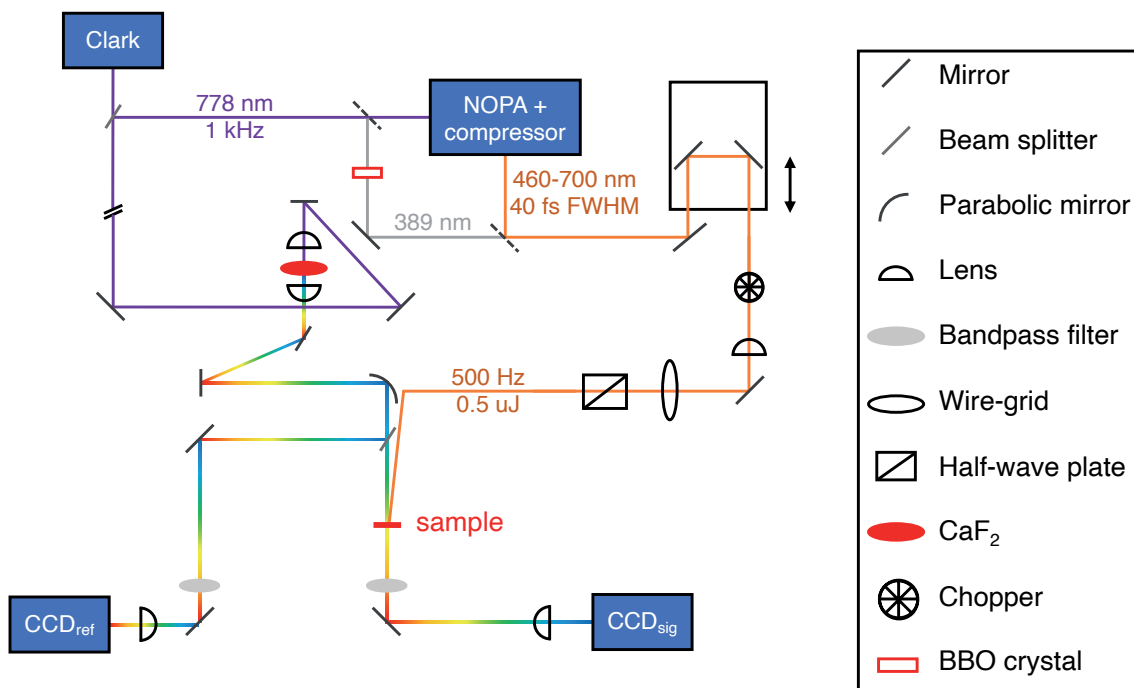 Clark
778 nm
1 kHz
NOPA +
compressor
460-700 nm
40 fs FWHM
389 nm
500 Hz
0.5 uJ
sample
CCDref
CCDsig
Mirror
Beam splitter
Parabolic mirror
Lens
Bandpass filter
Wire-grid
Half-wave plate
CaF2
Chopper
BBO crystal